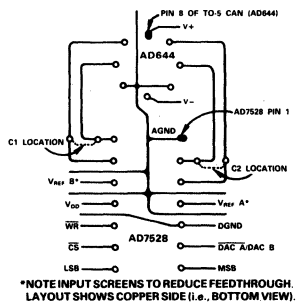 PIN 8 OF TO-5 CAN (AD644)
V+
AD644
V–
AD7528 PIN 1
AGND
C1 LOCATION
C2 LOCATION
VREF B*
VREF A*
VDD
DGND
WR
AD7528
CS
DAC A/DAC B
LSB
MSB
*NOTE INPUT SCREENS TO REDUCE FEEDTHROUGH.
LAYOUT SHOWS COPPER SIDE (i.e., BOTTOM VIEW).